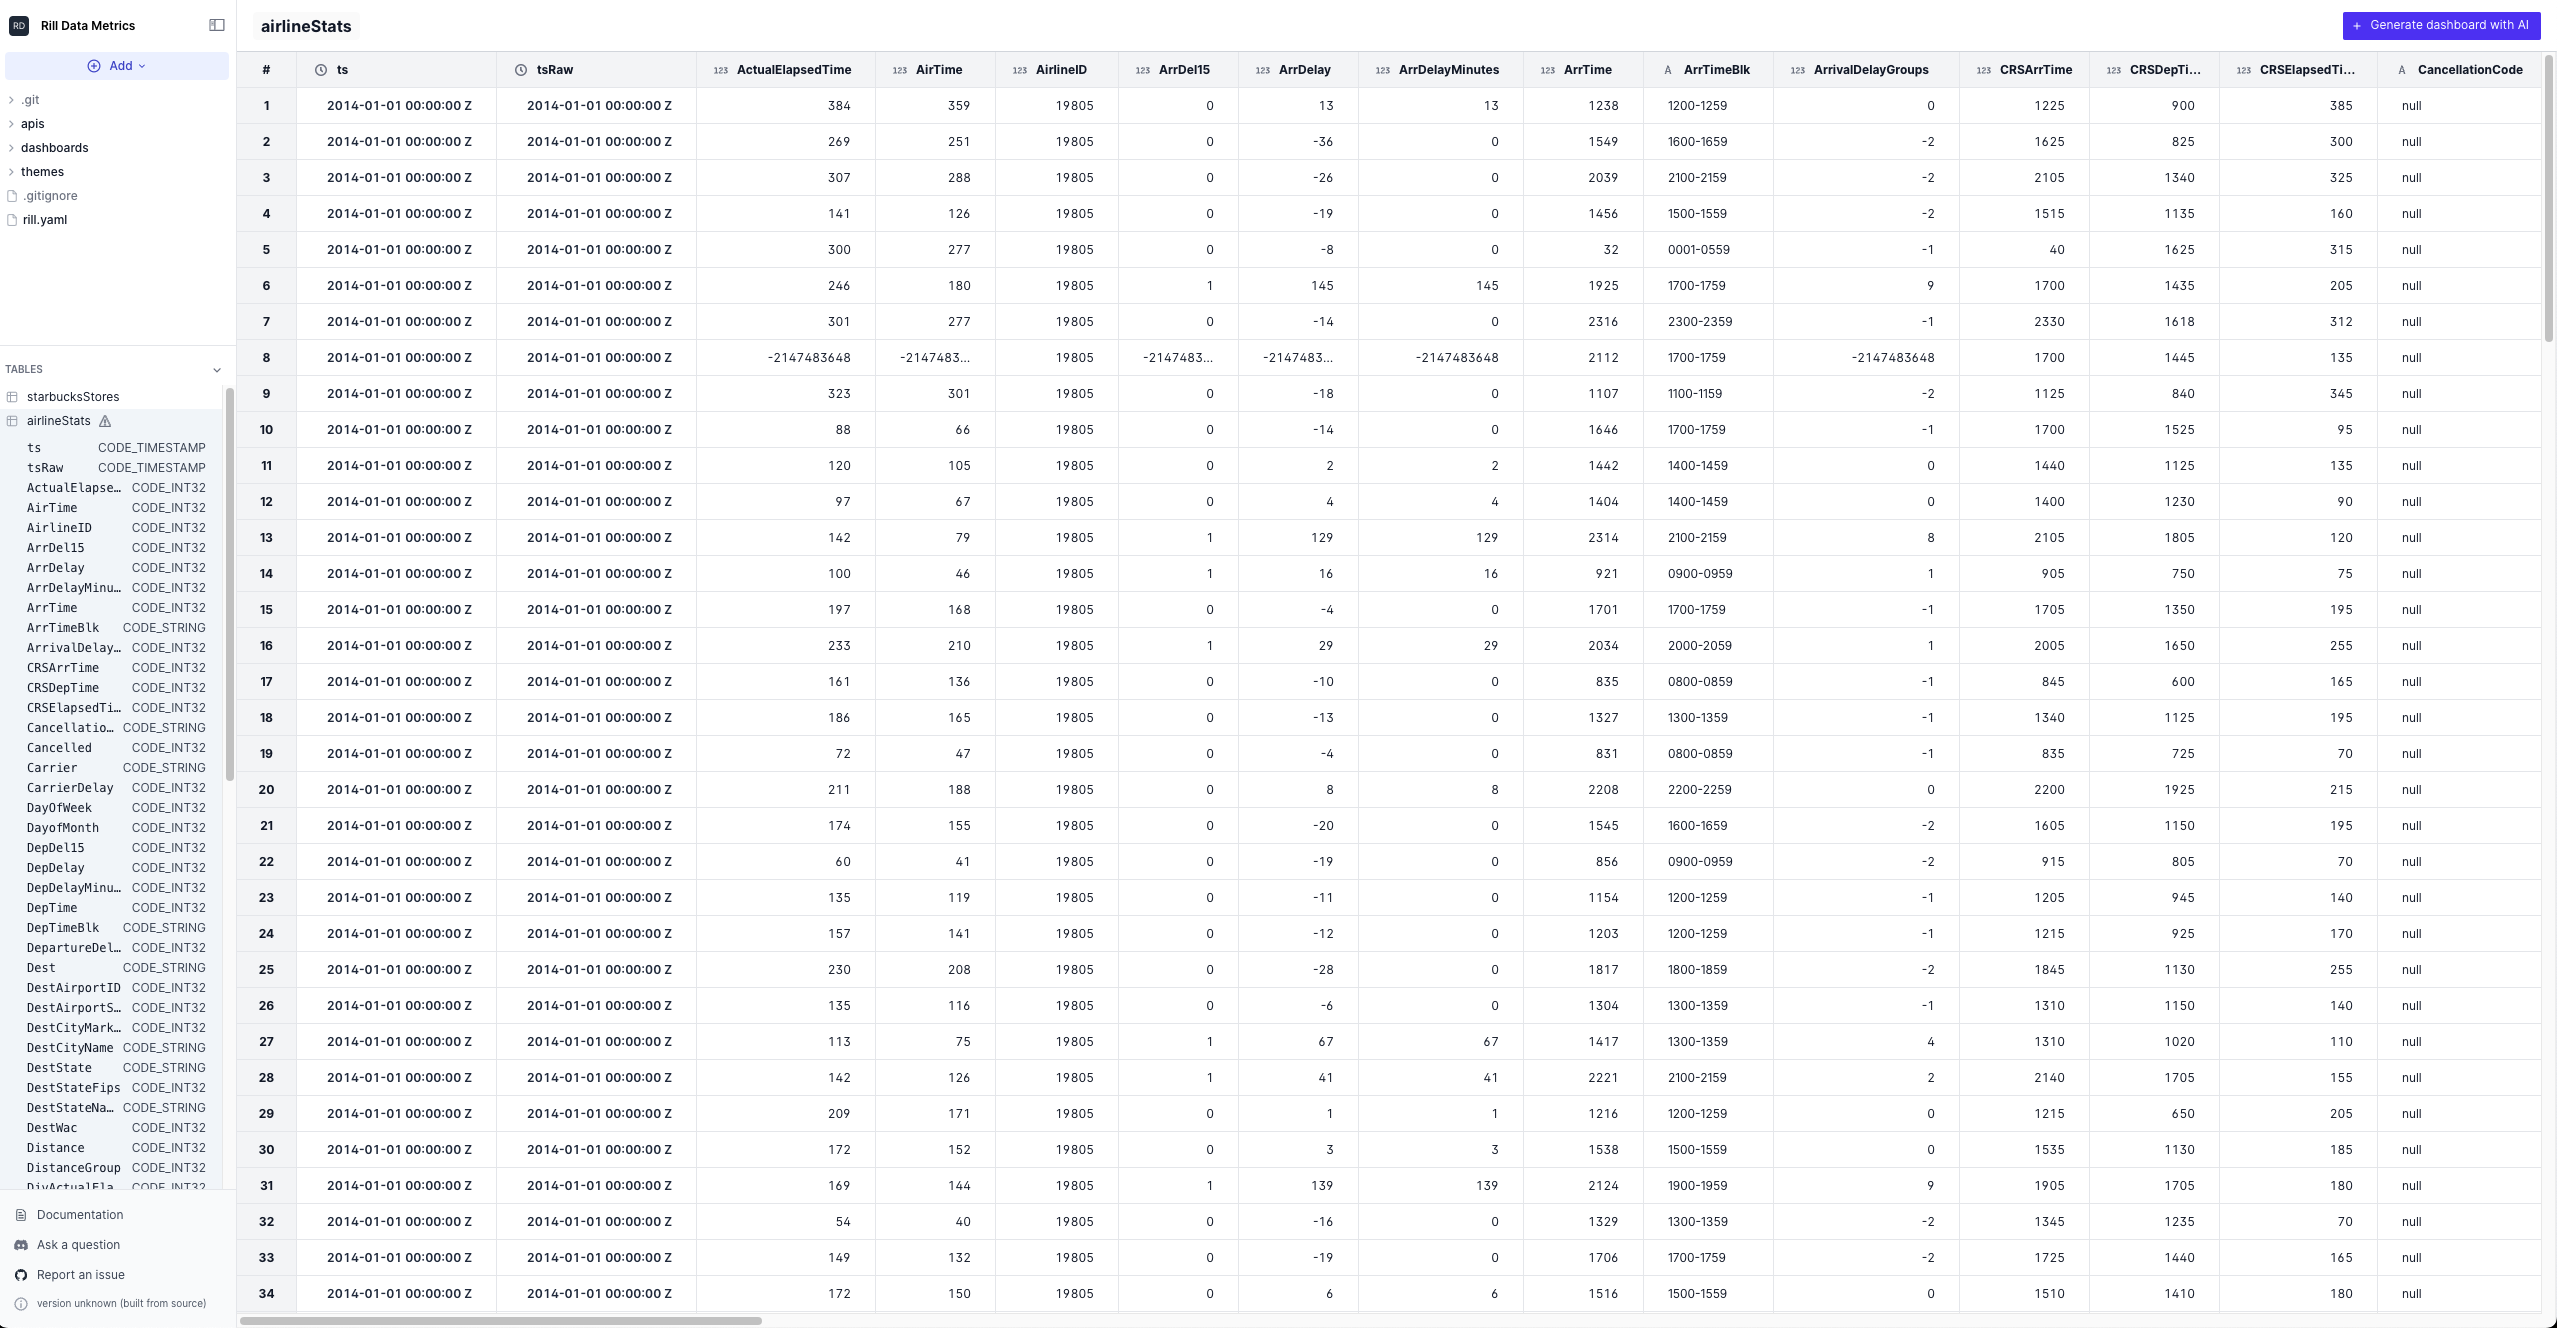 RD Rill Data Metrics
Add
.git
apis
dashboards
themes
.gitignore
rill.yaml
TABLES
starbucksStores
airlineStats
ts CODE_TIMESTAMP
tsRaw CODE_TIMESTAMP
ActualElapse… CODE_INT32
AirTime CODE_INT32
AirlineID CODE_INT32
ArrDel15 CODE_INT32
ArrDelay CODE_INT32
ArrDelayMinu… CODE_INT32
ArrTime CODE_INT32
ArrTimeBlk CODE_STRING
ArrivalDelay… CODE_INT32
CRSArrTime CODE_INT32
CRSDepTime CODE_INT32
CRSElapsedTi… CODE_INT32
Cancellatio… CODE_STRING
Cancelled CODE_INT32
Carrier CODE_STRING
CarrierDelay CODE_INT32
DayOfWeek CODE_INT32
DayofMonth CODE_INT32
DepDel15 CODE_INT32
DepDelay CODE_INT32
DepDelayMinu… CODE_INT32
DepTime CODE_INT32
DepTimeBlk CODE_STRING
DepartureDel… CODE_INT32
Dest CODE_STRING
DestAirportID CODE_INT32
DestAirportS… CODE_INT32
DestCityMark… CODE_INT32
DestCityName CODE_STRING
DestState CODE_STRING
DestStateFips CODE_INT32
DestStateNa… CODE_STRING
DestWac CODE_INT32
Distance CODE_INT32
DistanceGroup CODE_INT32
DivActualEla… CODE_INT32
Documentation
Ask a question
Report an issue
version unknown (built from source)
airlineStats
+ Generate dashboard with AI
# ts tsRaw 123 ActualElapsedTime 123 AirTime 123 AirlineID 123 ArrDel15 123 ArrDelay 123 ArrDelayMinutes 123 ArrTime A ArrTimeBlk 123 ArrivalDelayGroups 123 CRSArrTime 123 CRSDepTi… 123 CRSElapsedTi… A CancellationCode
1 2014-01-01 00:00:00 Z 2014-01-01 00:00:00 Z 384 359 19805 0 13 13 1238 1200-1259 0 1225 900 385 null
2 2014-01-01 00:00:00 Z 2014-01-01 00:00:00 Z 269 251 19805 0 -36 0 1549 1600-1659 -2 1625 825 300 null
3 2014-01-01 00:00:00 Z 2014-01-01 00:00:00 Z 307 288 19805 0 -26 0 2039 2100-2159 -2 2105 1340 325 null
4 2014-01-01 00:00:00 Z 2014-01-01 00:00:00 Z 141 126 19805 0 -19 0 1456 1500-1559 -2 1515 1135 160 null
5 2014-01-01 00:00:00 Z 2014-01-01 00:00:00 Z 300 277 19805 0 -8 0 32 0001-0559 -1 40 1625 315 null
6 2014-01-01 00:00:00 Z 2014-01-01 00:00:00 Z 246 180 19805 1 145 145 1925 1700-1759 9 1700 1435 205 null
7 2014-01-01 00:00:00 Z 2014-01-01 00:00:00 Z 301 277 19805 0 -14 0 2316 2300-2359 -1 2330 1618 312 null
8 2014-01-01 00:00:00 Z 2014-01-01 00:00:00 Z -2147483648 -2147483… 19805 -2147483… -2147483… -2147483648 2112 1700-1759 -2147483648 1700 1445 135 null
9 2014-01-01 00:00:00 Z 2014-01-01 00:00:00 Z 323 301 19805 0 -18 0 1107 1100-1159 -2 1125 840 345 null
10 2014-01-01 00:00:00 Z 2014-01-01 00:00:00 Z 88 66 19805 0 -14 0 1646 1700-1759 -1 1700 1525 95 null
11 2014-01-01 00:00:00 Z 2014-01-01 00:00:00 Z 120 105 19805 0 2 2 1442 1400-1459 0 1440 1125 135 null
12 2014-01-01 00:00:00 Z 2014-01-01 00:00:00 Z 97 67 19805 0 4 4 1404 1400-1459 0 1400 1230 90 null
13 2014-01-01 00:00:00 Z 2014-01-01 00:00:00 Z 142 79 19805 1 129 129 2314 2100-2159 8 2105 1805 120 null
14 2014-01-01 00:00:00 Z 2014-01-01 00:00:00 Z 100 46 19805 1 16 16 921 0900-0959 1 905 750 75 null
15 2014-01-01 00:00:00 Z 2014-01-01 00:00:00 Z 197 168 19805 0 -4 0 1701 1700-1759 -1 1705 1350 195 null
16 2014-01-01 00:00:00 Z 2014-01-01 00:00:00 Z 233 210 19805 1 29 29 2034 2000-2059 1 2005 1650 255 null
17 2014-01-01 00:00:00 Z 2014-01-01 00:00:00 Z 161 136 19805 0 -10 0 835 0800-0859 -1 845 600 165 null
18 2014-01-01 00:00:00 Z 2014-01-01 00:00:00 Z 186 165 19805 0 -13 0 1327 1300-1359 -1 1340 1125 195 null
19 2014-01-01 00:00:00 Z 2014-01-01 00:00:00 Z 72 47 19805 0 -4 0 831 0800-0859 -1 835 725 70 null
20 2014-01-01 00:00:00 Z 2014-01-01 00:00:00 Z 211 188 19805 0 8 8 2208 2200-2259 0 2200 1925 215 null
21 2014-01-01 00:00:00 Z 2014-01-01 00:00:00 Z 174 155 19805 0 -20 0 1545 1600-1659 -2 1605 1150 195 null
22 2014-01-01 00:00:00 Z 2014-01-01 00:00:00 Z 60 41 19805 0 -19 0 856 0900-0959 -2 915 805 70 null
23 2014-01-01 00:00:00 Z 2014-01-01 00:00:00 Z 135 119 19805 0 -11 0 1154 1200-1259 -1 1205 945 140 null
24 2014-01-01 00:00:00 Z 2014-01-01 00:00:00 Z 157 141 19805 0 -12 0 1203 1200-1259 -1 1215 925 170 null
25 2014-01-01 00:00:00 Z 2014-01-01 00:00:00 Z 230 208 19805 0 -28 0 1817 1800-1859 -2 1845 1130 255 null
26 2014-01-01 00:00:00 Z 2014-01-01 00:00:00 Z 135 116 19805 0 -6 0 1304 1300-1359 -1 1310 1150 140 null
27 2014-01-01 00:00:00 Z 2014-01-01 00:00:00 Z 113 75 19805 1 67 67 1417 1300-1359 4 1310 1020 110 null
28 2014-01-01 00:00:00 Z 2014-01-01 00:00:00 Z 142 126 19805 1 41 41 2221 2100-2159 2 2140 1705 155 null
29 2014-01-01 00:00:00 Z 2014-01-01 00:00:00 Z 209 171 19805 0 1 1 1216 1200-1259 0 1215 650 205 null
30 2014-01-01 00:00:00 Z 2014-01-01 00:00:00 Z 172 152 19805 0 3 3 1538 1500-1559 0 1535 1130 185 null
31 2014-01-01 00:00:00 Z 2014-01-01 00:00:00 Z 169 144 19805 1 139 139 2124 1900-1959 9 1905 1705 180 null
32 2014-01-01 00:00:00 Z 2014-01-01 00:00:00 Z 54 40 19805 0 -16 0 1329 1300-1359 -2 1345 1235 70 null
33 2014-01-01 00:00:00 Z 2014-01-01 00:00:00 Z 149 132 19805 0 -19 0 1706 1700-1759 -2 1725 1440 165 null
34 2014-01-01 00:00:00 Z 2014-01-01 00:00:00 Z 172 150 19805 0 6 6 1516 1500-1559 0 1510 1410 180 null